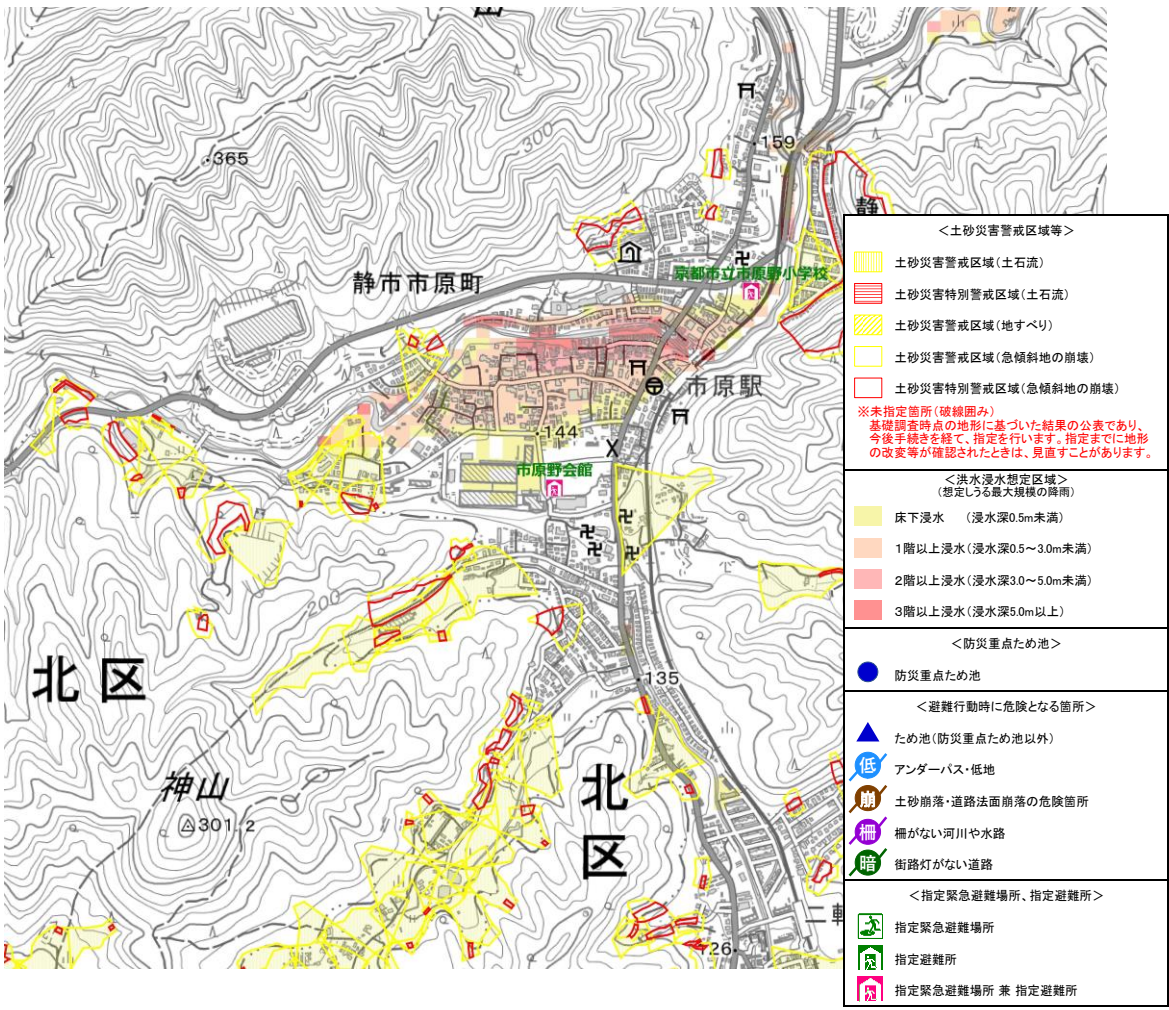 山
300
159
365
静
静市市原町
京都市立市原野小学校
市原駅
144
市原野会館
200
北区
135
神山
301.2
北
区
二軒
126
<土砂災害警戒区域等>
土砂災害警戒区域(土石流)
土砂災害特別警戒区域(土石流)
土砂災害警戒区域(地すべり)
土砂災害警戒区域(急傾斜地の崩壊)
土砂災害特別警戒区域(急傾斜地の崩壊)
※未指定箇所(破線囲み)
基礎調査時点の地形に基づいた結果の公表であり、
今後手続きを経て、指定を行います。指定までに地形
の改変等が確認されたときは、見直すことがあります。
<洪水浸水想定区域>
(想定しうる最大規模の降雨)
床下浸水 (浸水深0.5m未満)
1階以上浸水(浸水深0.5~3.0m未満)
2階以上浸水(浸水深3.0~5.0m未満)
3階以上浸水(浸水深5.0m以上)
<防災重点ため池>
防災重点ため池
<避難行動時に危険となる箇所>
ため池(防災重点ため池以外)
低 アンダーパス・低地
崩 土砂崩落・道路法面崩落の危険箇所
柵 柵がない河川や水路
暗 街路灯がない道路
<指定緊急避難場所、指定避難所>
指定緊急避難場所
指定避難所
指定緊急避難場所 兼 指定避難所